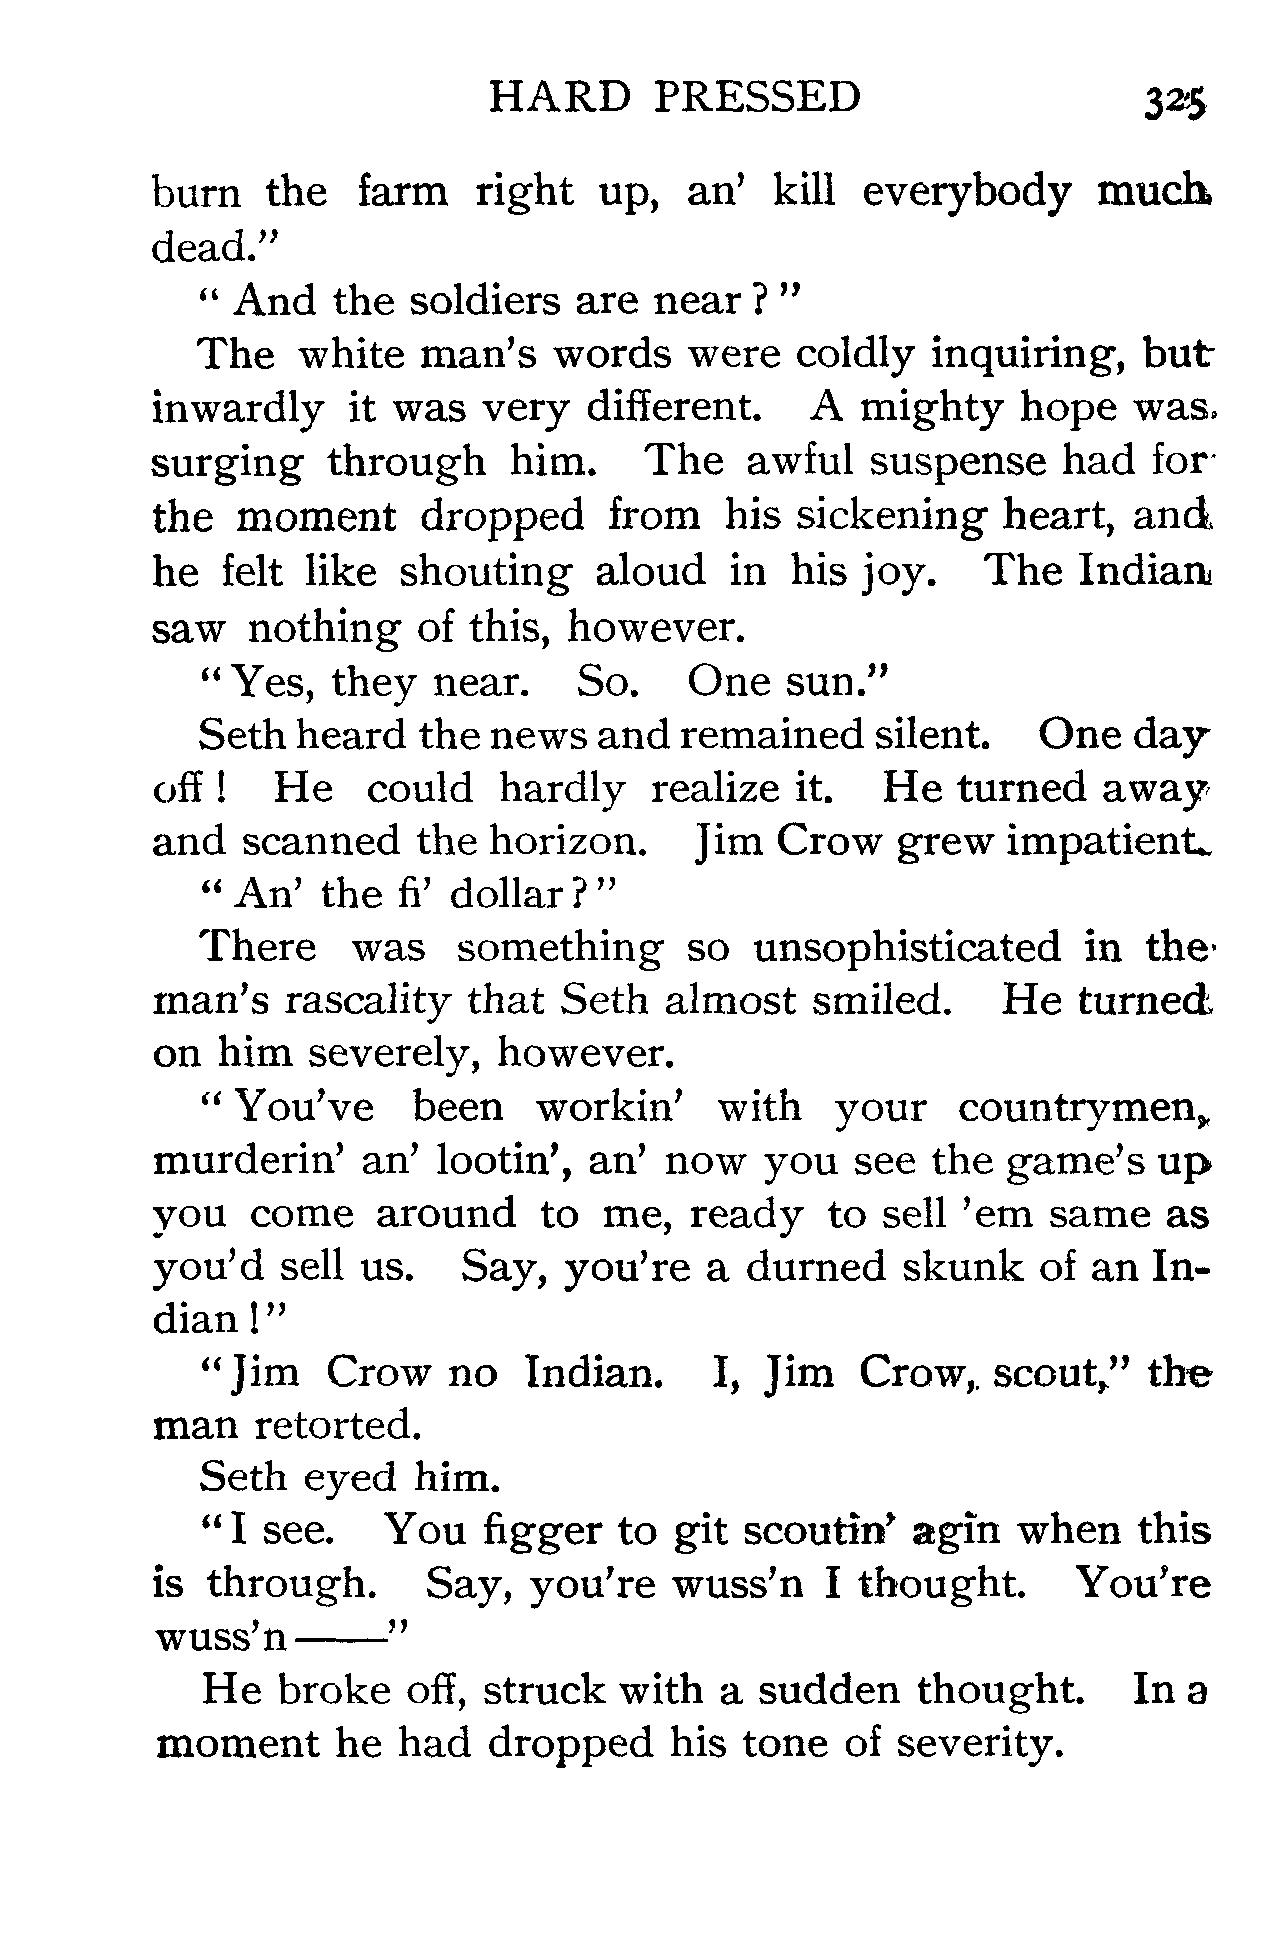 HARD PRESSED 325
burn the farm right up, an' kill everybody much
dead."
"And the soldiers are near?"
The white man's words were coldly inquiring, but
inwardly it was very different. A mighty hope was
surging through him. The awful suspense had for
the moment dropped from his sickening heart, and
he felt like shouting aloud in his joy. The Indian
saw nothing of this, however.
"Yes, they near. So. One sun."
Seth heard the news and remained silent. One day
off! He could hardly realize it. He turned away
and scanned the horizon. Jim Crow grew impatient.
"An' the fi' dollar?"
There was something so unsophisticated in the
man's rascality that Seth almost smiled. He turned
on him severely, however.
"You've been workin' with your countrymen,
murderin' an' lootin', an' now you see the game's up
you come around to me, ready to sell 'em same as
you'd sell us. Say, you're a durned skunk of an In-
dian!"
"Jim Crow no Indian. I, Jim Crow, scout," the
man retorted.
Seth eyed him.
"I see. You figger to git scoutin' agin when this
is through. Say, you're wuss'n I thought. You're
wuss'n——"
He broke off, struck with a sudden thought. In a
moment he had dropped his tone of severity.